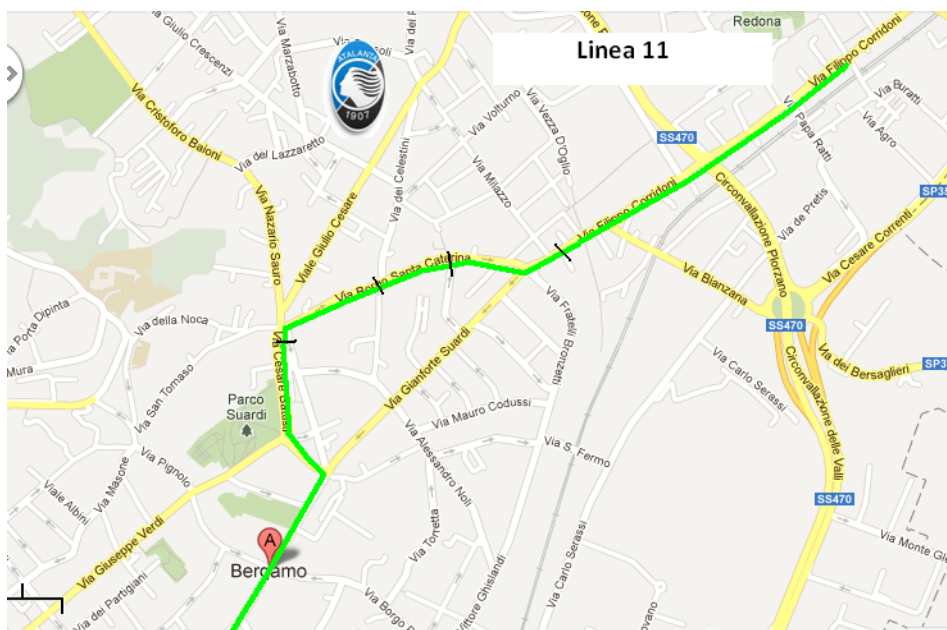 Redona
Linea 11
Via Giulio Crescenzi
Via Marzabotto
ATALANTA
1907
Via Filippo Corridoni
Via Buratti
Via Cristoforo Baioni
Via Volturno
Via Vezza D'Oglio
SS470
Via Papa Ratti
Via Agro
Via del Lazzaretto
Via dei Celestini
Via Milazzo
Via Nazario Sauro
Viale Giulio Cesare
Via Filippo Corridoni
Circonvallazione Plorzano
Via de Pretis
Via Cesare Correnti
Via Borgo Santa Caterina
Via Bianzana
Porta Dipinta
Via della Noca
SS470
Via Fratelli Bronzetti
Mura
Via San Tomaso
Via Cesare Battisti
Via Gianforte Suardi
Via dei Bersaglieri
Via Carlo Serassi
Parco
Suardi
Via Mauro Codussi
Via S. Fermo
Circonvallazione delle Valli
Via Pignolo
Via Masone
Viale Albini
Via Alessandro Noli
SS470
Via Giuseppe Verdi
A
Bergamo
Via Torretta
Vittore Ghislandi
Via Carlo Serassi
Via dei Partigiani
Via Borgo